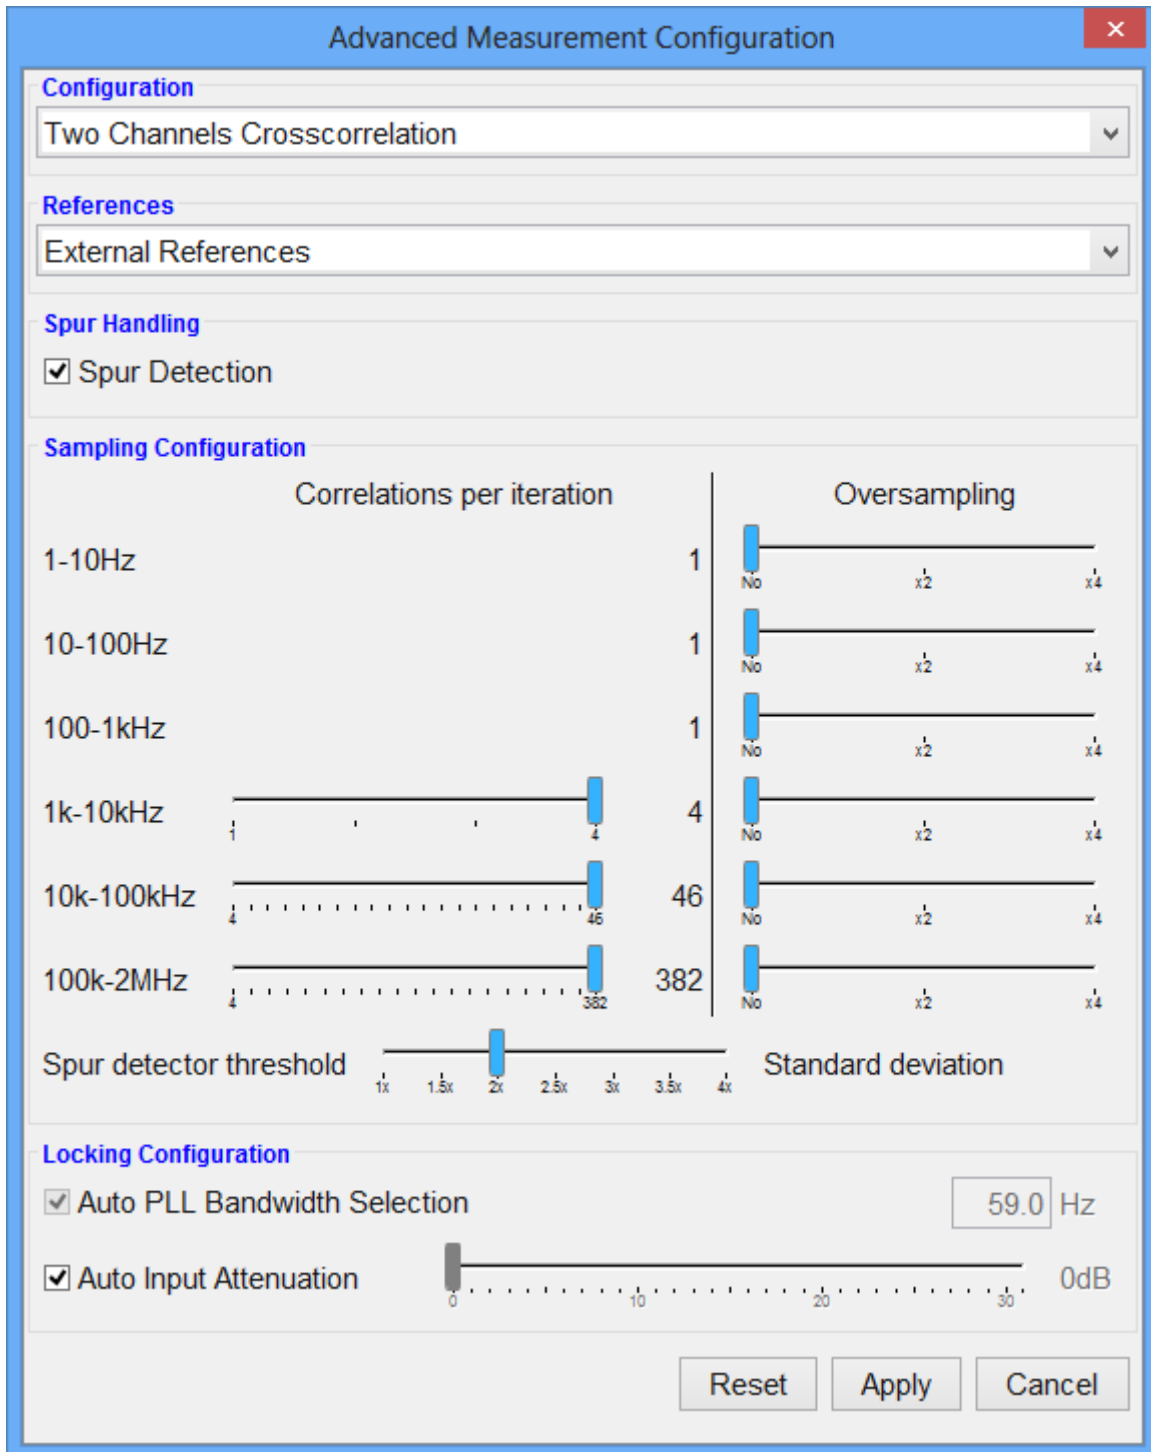 Advanced Measurement Configuration
Configuration
Two Channels Crosscorrelation
References
External References
Spur Handling
Spur Detection
Sampling Configuration
Correlations per iteration Oversampling
1-10Hz 1
No x2 x4
10-100Hz 1
No x2 x4
100-1kHz 1
No x2 x4
1k-10kHz 4
1 4 No x2 x4
10k-100kHz 46
4 46 No x2 x4
100k-2MHz 382
4 382 No x2 x4
Spur detector threshold Standard deviation
1x 1.5x 2x 2.5x 3x 3.5x 4x
Locking Configuration
Auto PLL Bandwidth Selection 59.0 Hz
Auto Input Attenuation 0dB
0 10 20 30
Reset Apply Cancel